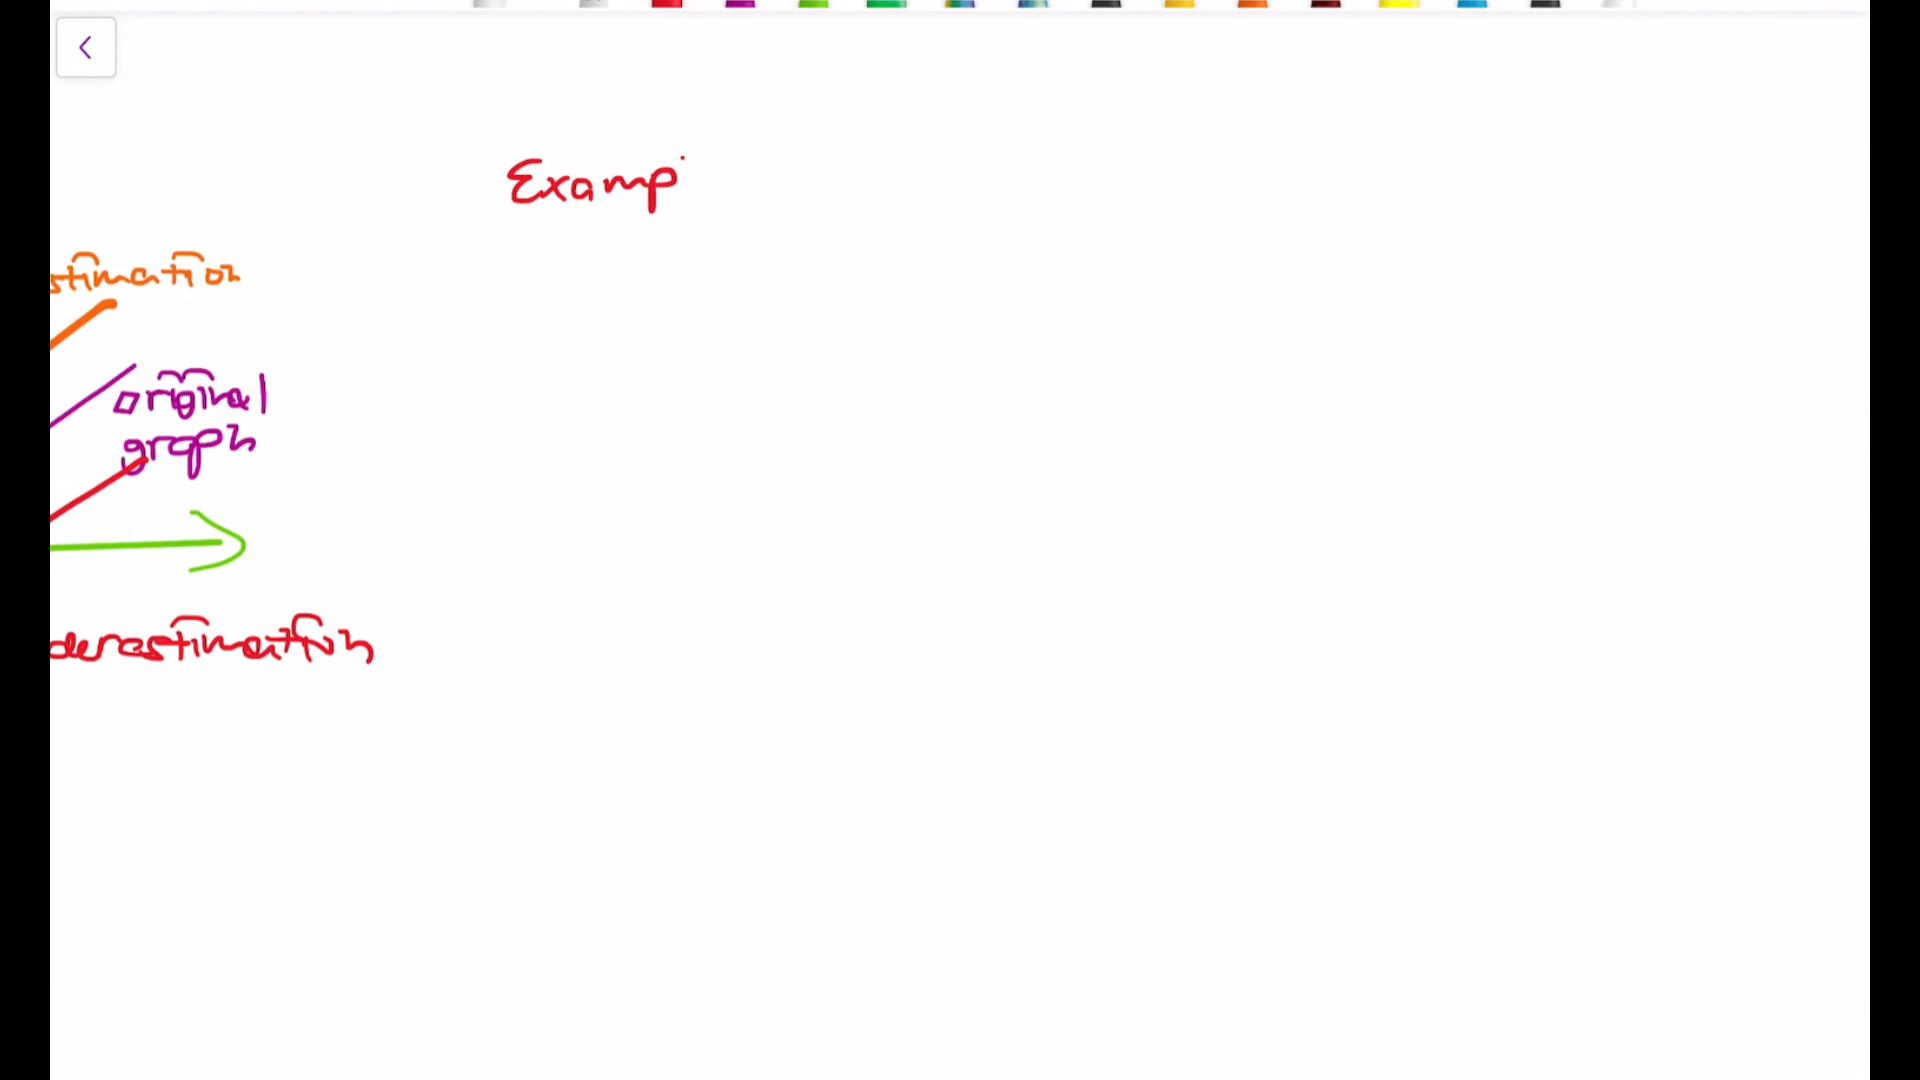 Examp
stimation
original
graph
derestimation